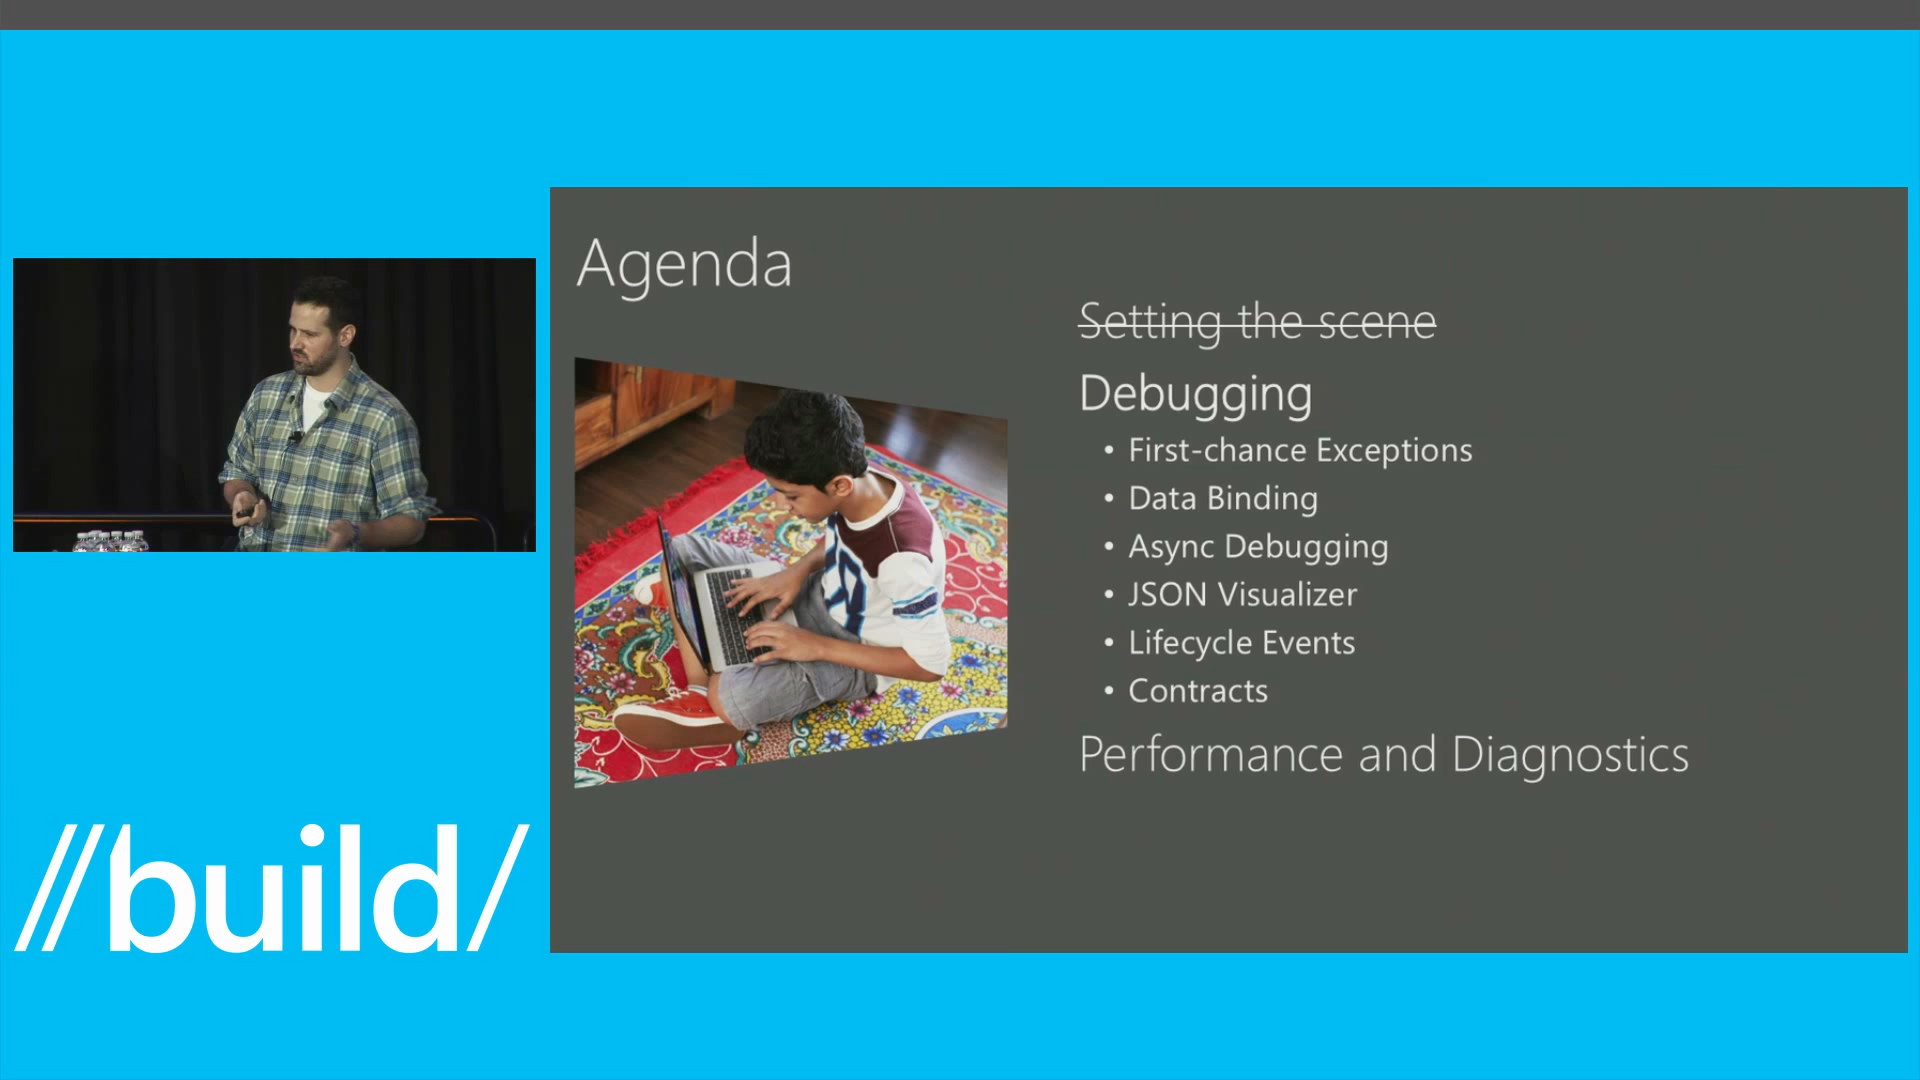 Agenda
Setting the scene
Debugging
• First-chance Exceptions
• Data Binding
• Async Debugging
• JSON Visualizer
• Lifecycle Events
• Contracts
Performance and Diagnostics
//build/